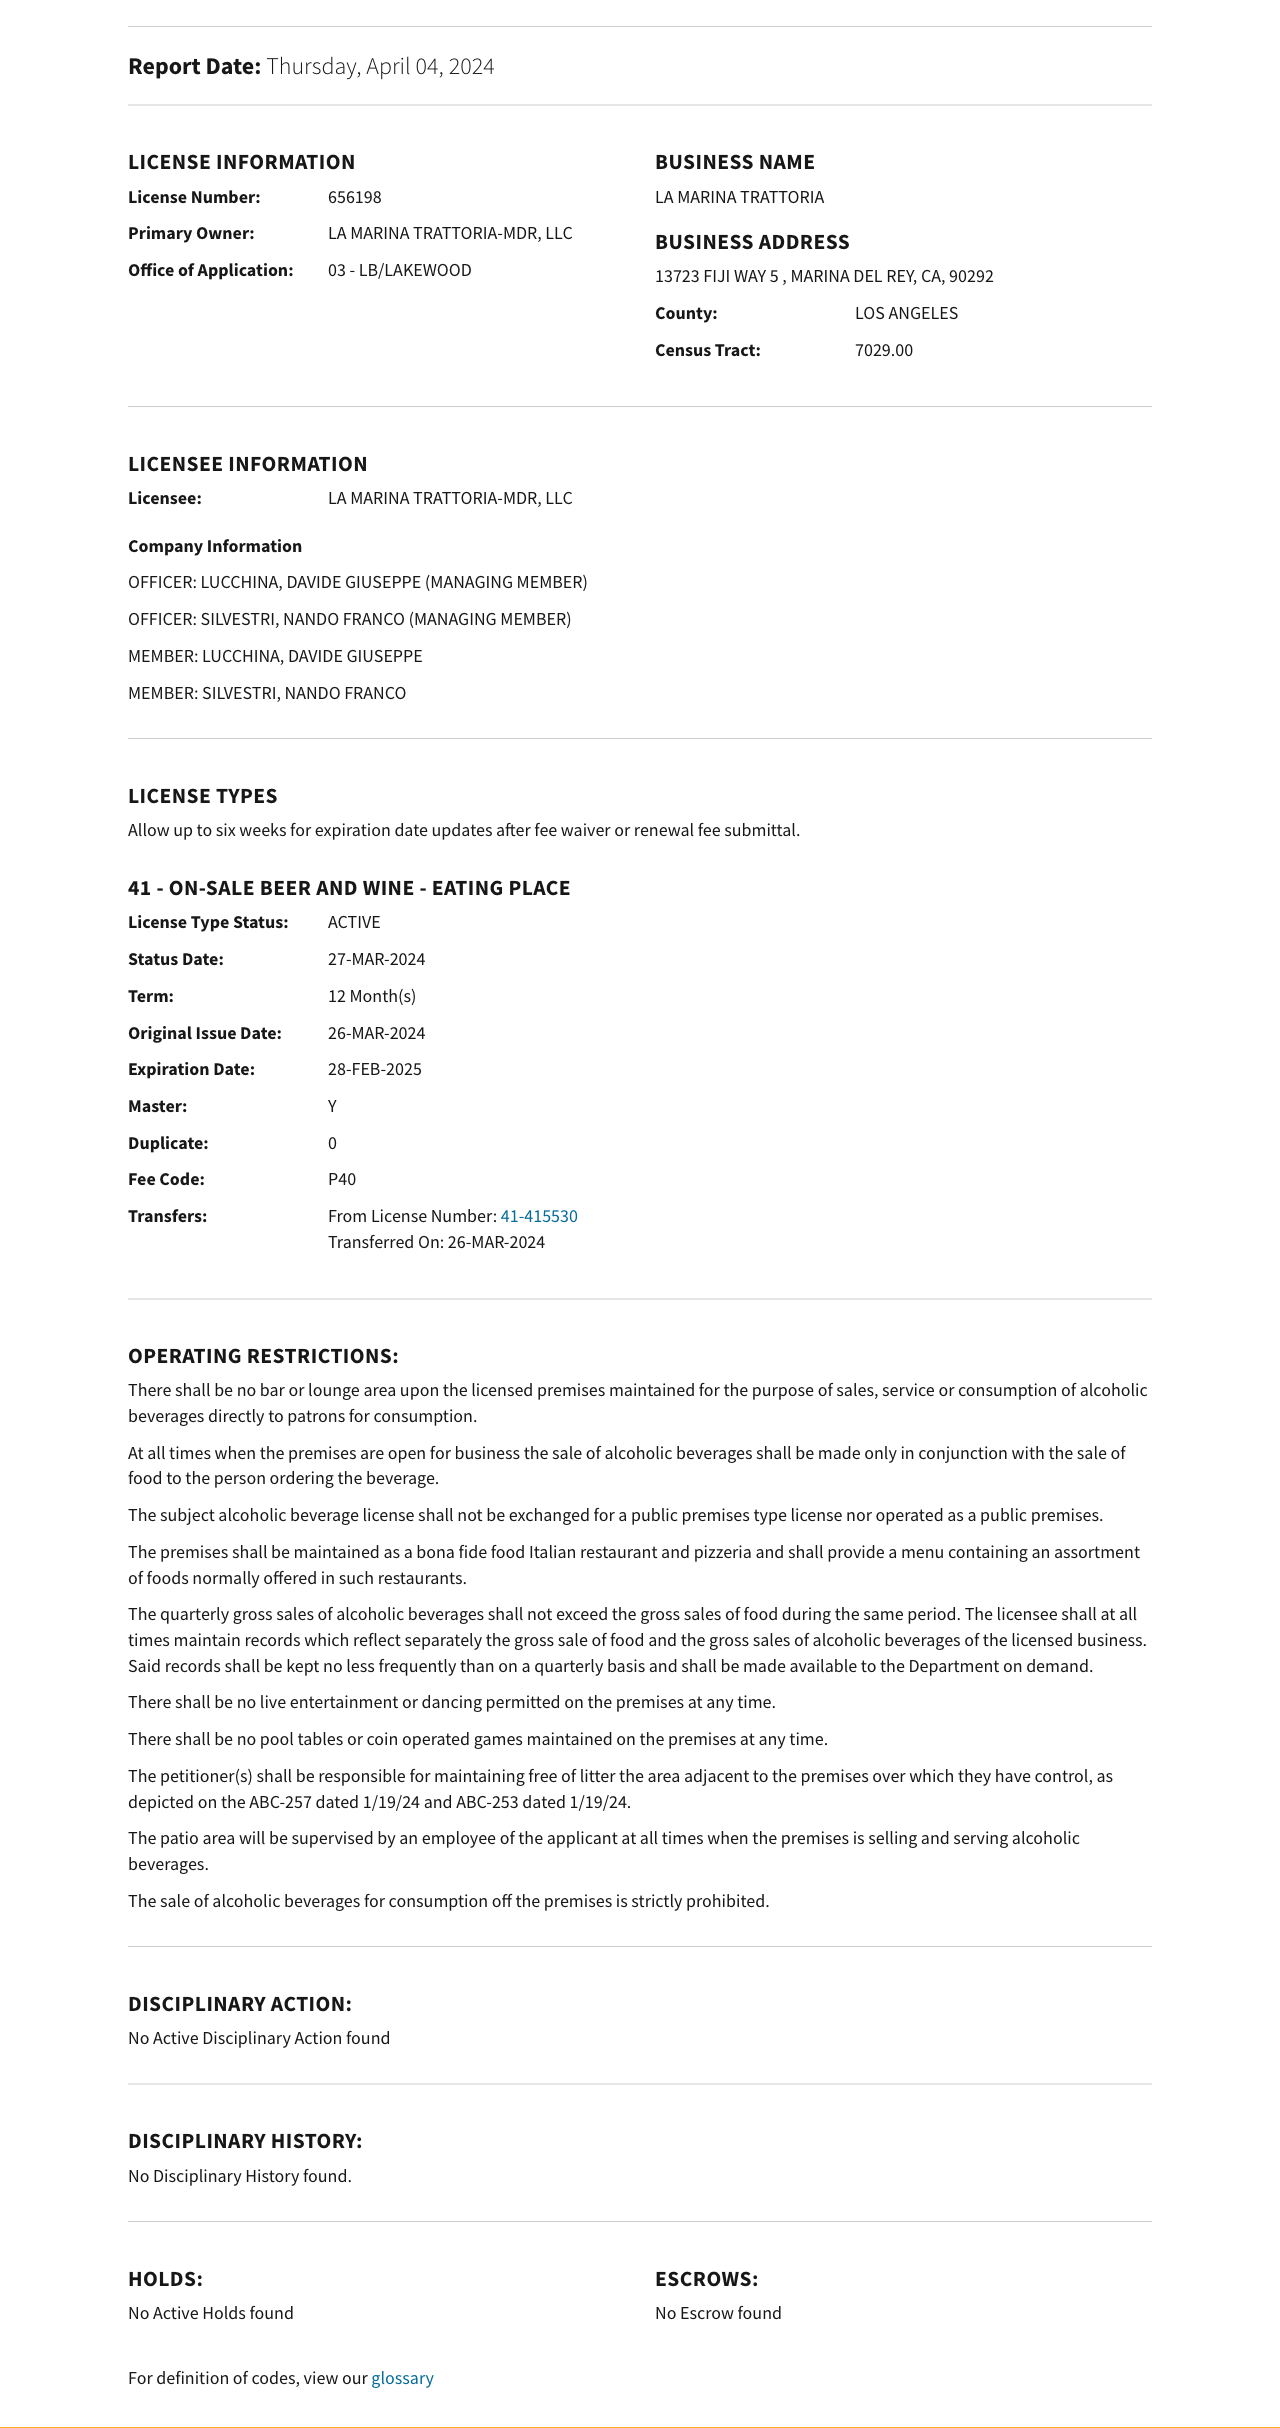 Report Date: Thursday, April 04, 2024
LICENSE INFORMATION
License Number: 656198
Primary Owner: LA MARINA TRATTORIA-MDR, LLC
Office of Application: 03 - LB/LAKEWOOD
BUSINESS NAME
LA MARINA TRATTORIA
BUSINESS ADDRESS
13723 FIJI WAY 5 , MARINA DEL REY, CA, 90292
County: LOS ANGELES
Census Tract: 7029.00
LICENSEE INFORMATION
Licensee: LA MARINA TRATTORIA-MDR, LLC
Company Information
OFFICER: LUCCHINA, DAVIDE GIUSEPPE (MANAGING MEMBER)
OFFICER: SILVESTRI, NANDO FRANCO (MANAGING MEMBER)
MEMBER: LUCCHINA, DAVIDE GIUSEPPE
MEMBER: SILVESTRI, NANDO FRANCO
LICENSE TYPES
Allow up to six weeks for expiration date updates after fee waiver or renewal fee submittal.
41 - ON-SALE BEER AND WINE - EATING PLACE
License Type Status: ACTIVE
Status Date: 27-MAR-2024
Term: 12 Month(s)
Original Issue Date: 26-MAR-2024
Expiration Date: 28-FEB-2025
Master: Y
Duplicate: 0
Fee Code: P40
Transfers: From License Number: 41-415530
Transferred On: 26-MAR-2024
OPERATING RESTRICTIONS:
There shall be no bar or lounge area upon the licensed premises maintained for the purpose of sales, service or consumption of alcoholic
beverages directly to patrons for consumption.
At all times when the premises are open for business the sale of alcoholic beverages shall be made only in conjunction with the sale of
food to the person ordering the beverage.
The subject alcoholic beverage license shall not be exchanged for a public premises type license nor operated as a public premises.
The premises shall be maintained as a bona fide food Italian restaurant and pizzeria and shall provide a menu containing an assortment
of foods normally offered in such restaurants.
The quarterly gross sales of alcoholic beverages shall not exceed the gross sales of food during the same period. The licensee shall at all
times maintain records which reflect separately the gross sale of food and the gross sales of alcoholic beverages of the licensed business.
Said records shall be kept no less frequently than on a quarterly basis and shall be made available to the Department on demand.
There shall be no live entertainment or dancing permitted on the premises at any time.
There shall be no pool tables or coin operated games maintained on the premises at any time.
The petitioner(s) shall be responsible for maintaining free of litter the area adjacent to the premises over which they have control, as
depicted on the ABC-257 dated 1/19/24 and ABC-253 dated 1/19/24.
The patio area will be supervised by an employee of the applicant at all times when the premises is selling and serving alcoholic
beverages.
The sale of alcoholic beverages for consumption off the premises is strictly prohibited.
DISCIPLINARY ACTION:
No Active Disciplinary Action found
DISCIPLINARY HISTORY:
No Disciplinary History found.
HOLDS:
No Active Holds found
ESCROWS:
No Escrow found
For definition of codes, view our glossary